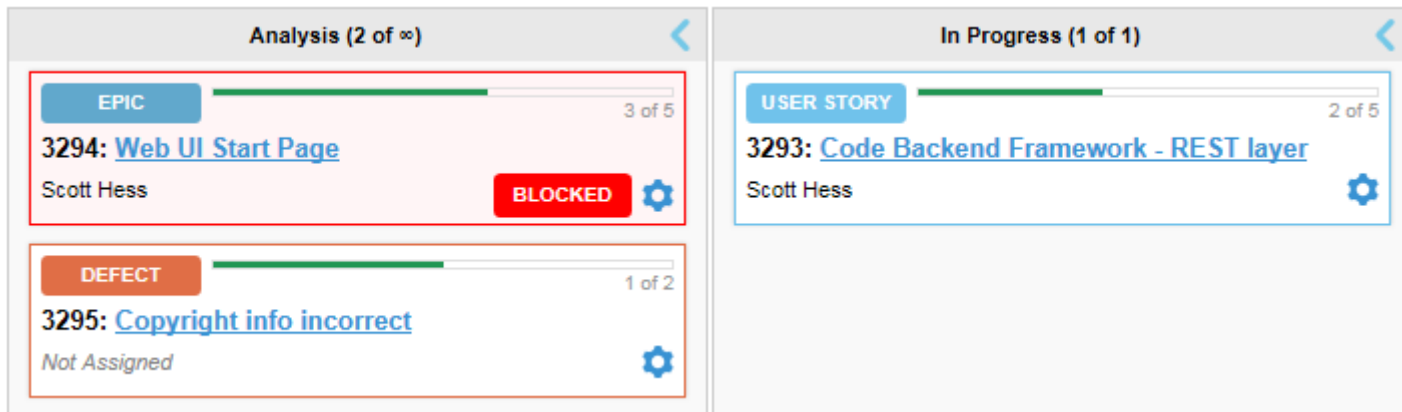 Analysis (2 of ∞)
EPIC
3 of 5
3294: Web UI Start Page
Scott Hess
BLOCKED
DEFECT
1 of 2
3295: Copyright info incorrect
Not Assigned
In Progress (1 of 1)
USER STORY
2 of 5
3293: Code Backend Framework - REST layer
Scott Hess